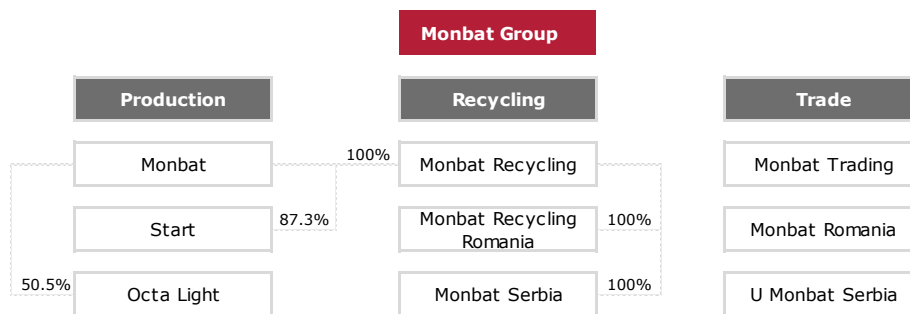 Monbat Group
Production
Recycling
Trade
Monbat
100%
Monbat Recycling
Monbat Trading
Start
87.3%
Monbat Recycling
Romania
100%
Monbat Romania
50.5%
Octa Light
Monbat Serbia
100%
U Monbat Serbia